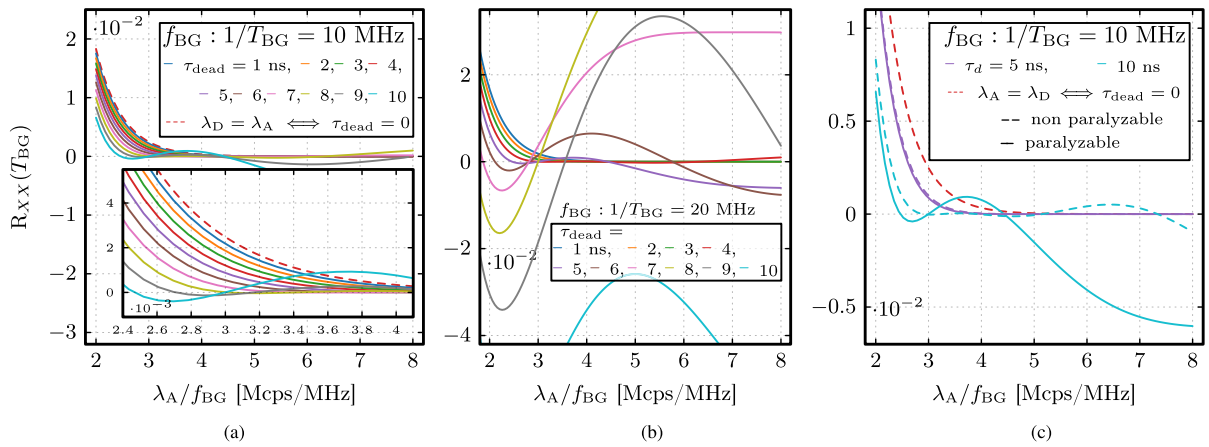 ·10⁻²
f_BG : 1/T_BG = 10 MHz
τ_dead = 1 ns, 2, 3, 4,
5, 6, 7, 8, 9, 10
λ_D = λ_A ⟺ τ_dead = 0
2
1
0
−1
−2
−3
R_XX(T_BG)
4
2
0
·10⁻³
2.4 2.6 2.8 3 3.2 3.4 3.6 3.8 4
2 3 4 5 6 7 8
λ_A/f_BG [Mcps/MHz]
(a)
2
0
−2
−4
f_BG : 1/T_BG = 20 MHz
τ_dead =
1 ns, 2, 3, 4,
·10⁻²
5, 6, 7, 8, 9, 10
2 3 4 5 6 7 8
λ_A/f_BG [Mcps/MHz]
(b)
1
0.5
0
−0.5
f_BG : 1/T_BG = 10 MHz
τ_d = 5 ns, 10 ns
λ_A = λ_D ⟺ τ_dead = 0
non paralyzable
paralyzable
·10⁻²
2 3 4 5 6 7 8
λ_A/f_BG [Mcps/MHz]
(c)